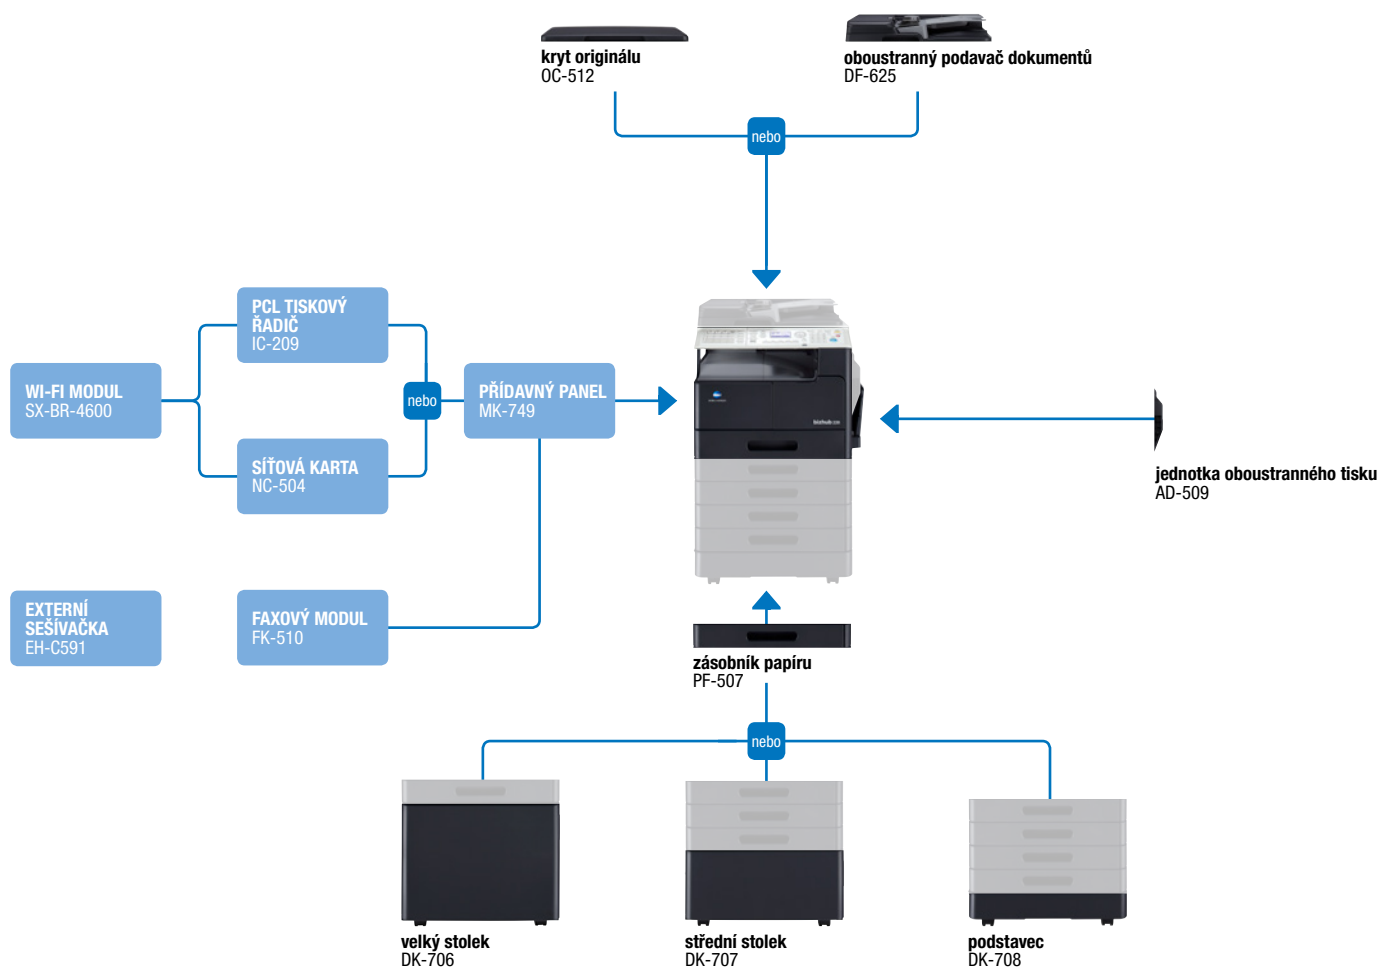 kryt originálu
OC-512
oboustranný podavač dokumentů
DF-625
nebo
PCL TISKOVÝ
ŘADIČ
IC-209
WI-FI MODUL
SX-BR-4600
nebo
PŘÍDAVNÝ PANEL
MK-749
SÍŤOVÁ KARTA
NC-504
bizhub
jednotka oboustranného tisku
AD-509
EXTERNÍ
SEŠÍVAČKA
EH-C591
FAXOVÝ MODUL
FK-510
zásobník papíru
PF-507
nebo
velký stolek
DK-706
střední stolek
DK-707
podstavec
DK-708